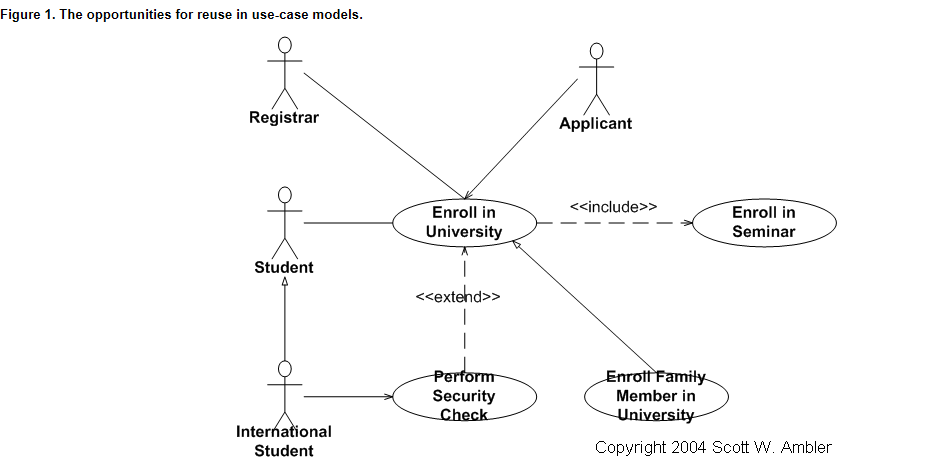 Figure 1. The opportunities for reuse in use-case models.
Registrar
Applicant
<<include>>
Enroll in
University
Enroll in
Seminar
Student
<<extend>>
Perform
Security
Check
Enroll Family
Member in
University
International
Student
Copyright 2004 Scott W. Ambler